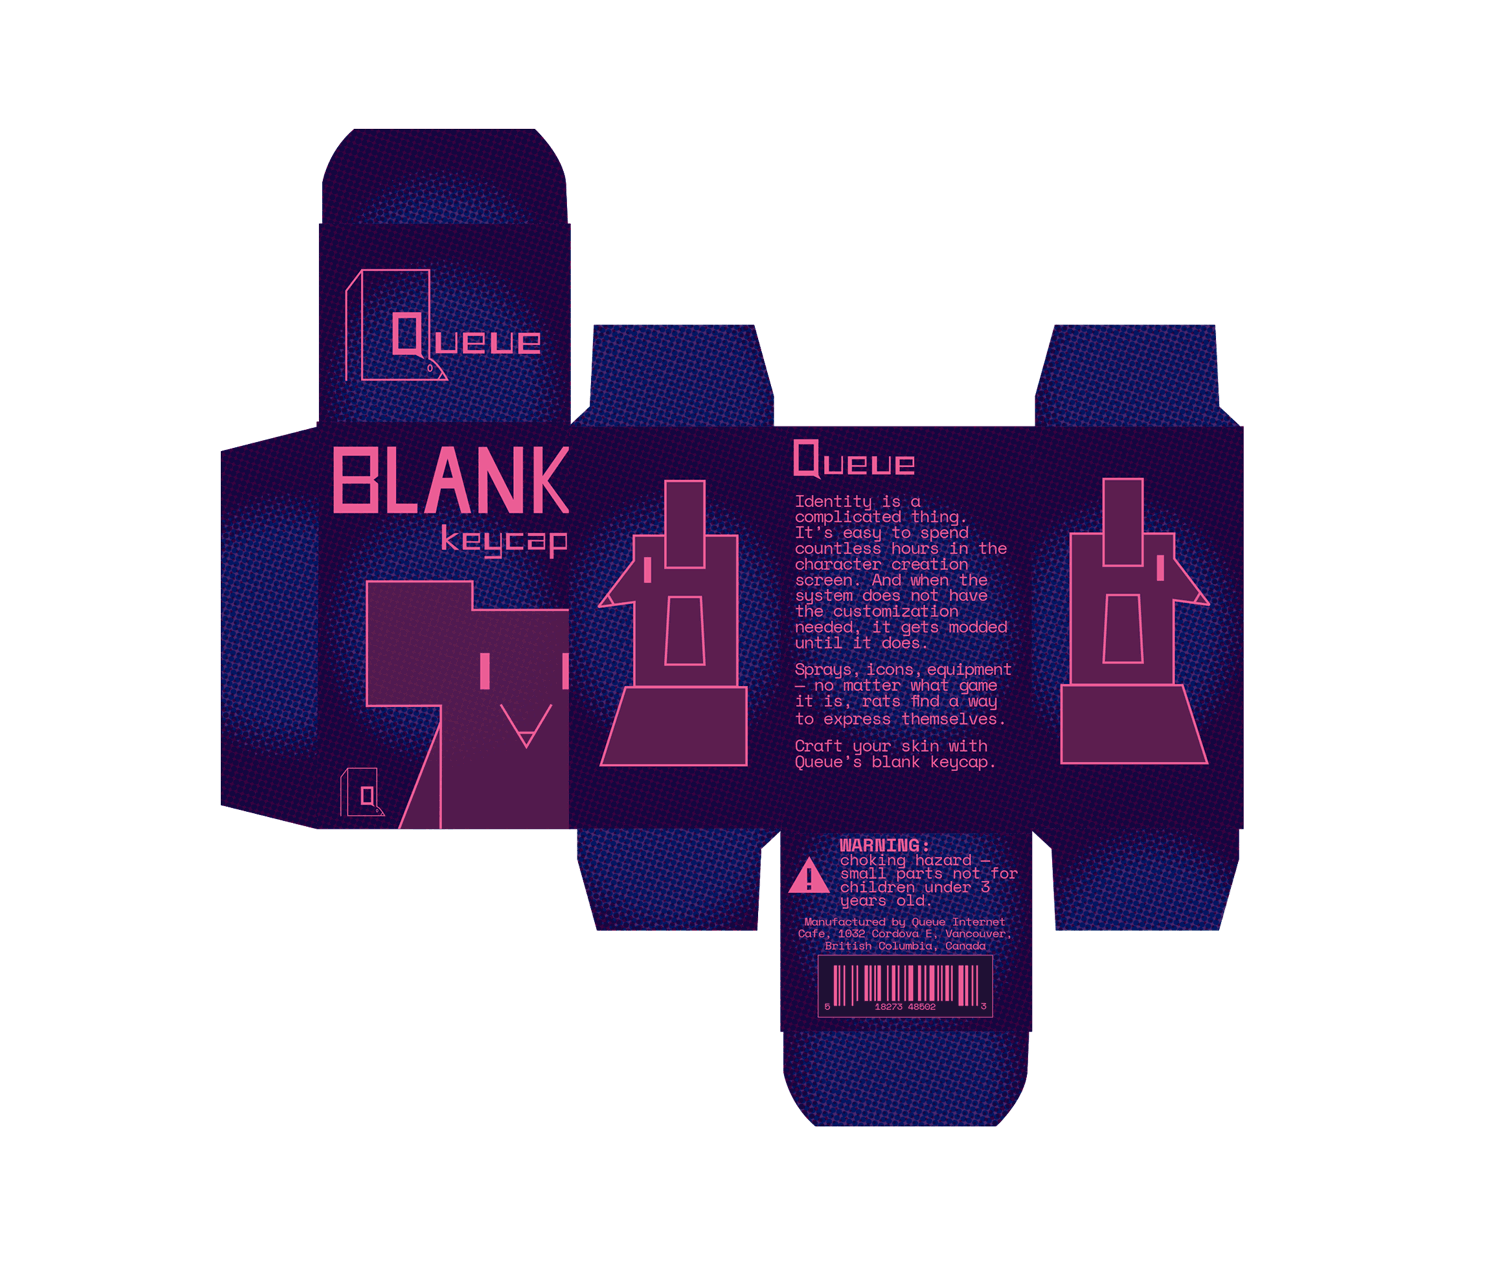 Queue
BLANK
keycap
Q
Queue
Identity is a
complicated thing.
It's easy to spend
countless hours in the
character creation
screen. And when the
system does not have
the customization
needed, it gets modded
until it does.
Sprays, icons, equipment
— no matter what game
it is, rats find a way
to express themselves.
Craft your skin with
Queue's blank keycap.
WARNING:
choking hazard —
small parts not for
children under 3
years old.
Manufactured by Queue Internet
Cafe, 1032 Cordova E, Vancouver,
British Columbia, Canada
5 18273 48502 3